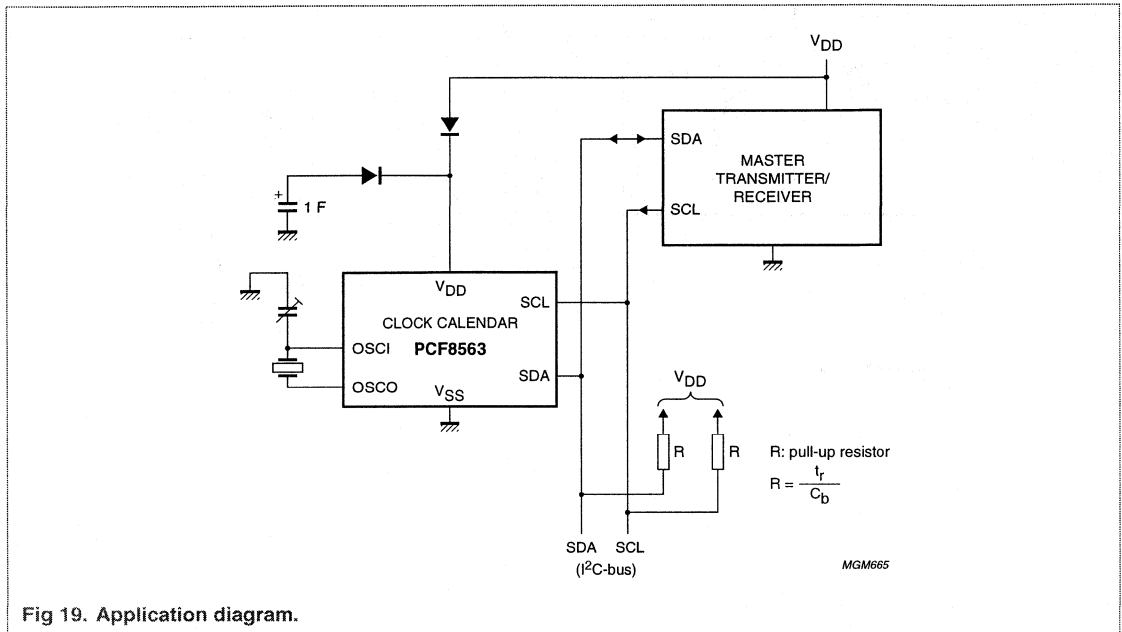 VDD
SDA
MASTER
TRANSMITTER/
RECEIVER
SCL
+
1 F
VDD
SCL
CLOCK CALENDAR
OSCI
PCF8563
SDA
OSCO
VSS
VDD
R
R
R: pull-up resistor
R = tr / Cb
SDA SCL
(I²C-bus)
MGM665
Fig 19. Application diagram.